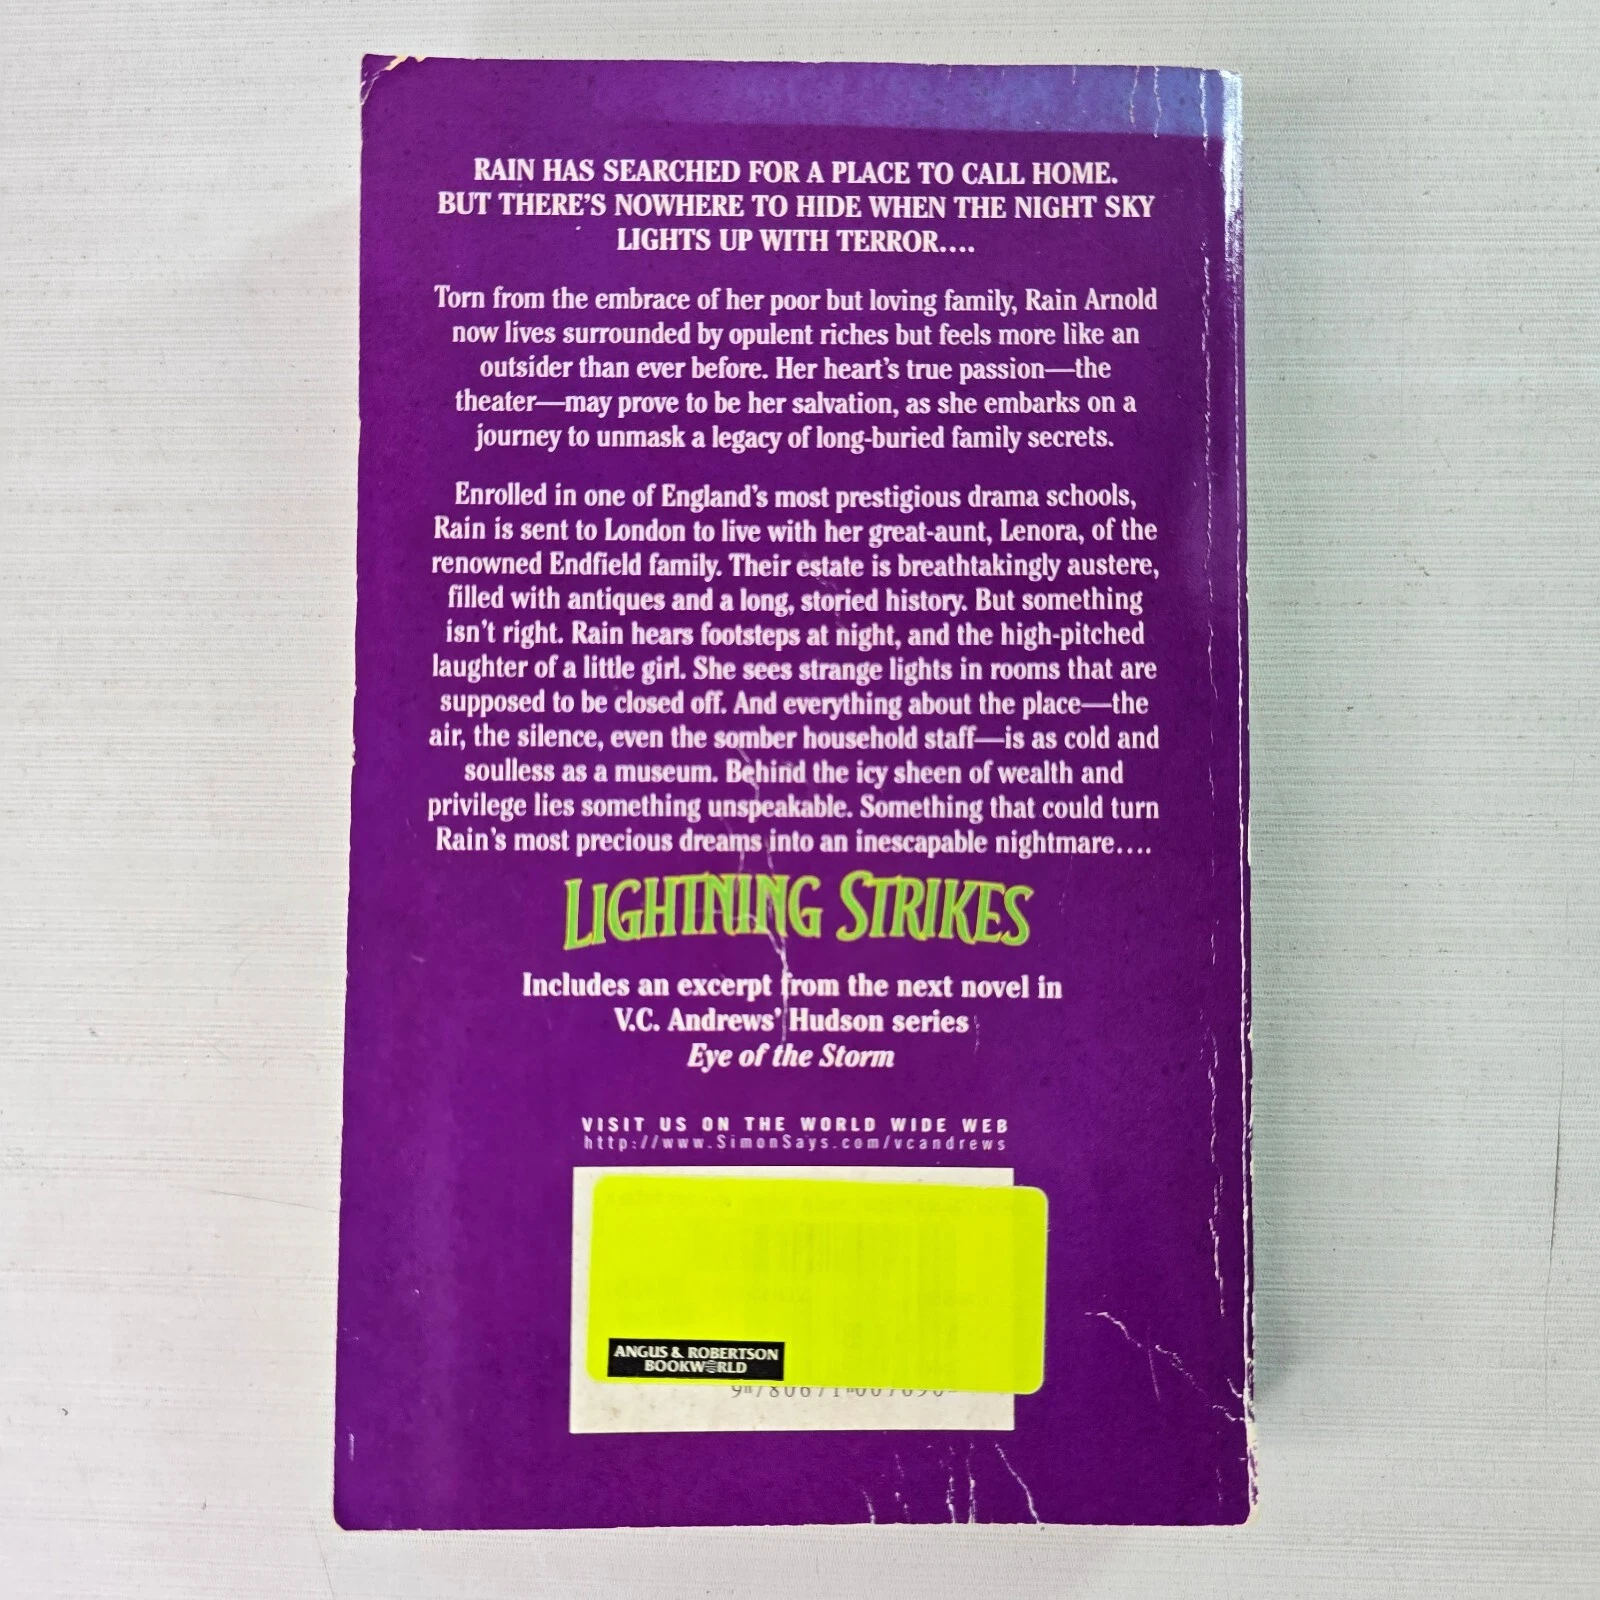 RAIN HAS SEARCHED FOR A PLACE TO CALL HOME.
BUT THERE'S NOWHERE TO HIDE WHEN THE NIGHT SKY
LIGHTS UP WITH TERROR....
Torn from the embrace of her poor but loving family, Rain Arnold
now lives surrounded by opulent riches but feels more like an
outsider than ever before. Her heart's true passion—the
theater—may prove to be her salvation, as she embarks on a
journey to unmask a legacy of long-buried family secrets.
Enrolled in one of England's most prestigious drama schools,
Rain is sent to London to live with her great-aunt, Lenora, of the
renowned Endfield family. Their estate is breathtakingly austere,
filled with antiques and a long, storied history. But something
isn't right. Rain hears footsteps at night, and the high-pitched
laughter of a little girl. She sees strange lights in rooms that are
supposed to be closed off. And everything about the place—the
air, the silence, even the somber household staff—is as cold and
soulless as a museum. Behind the icy sheen of wealth and
privilege lies something unspeakable. Something that could turn
Rain's most precious dreams into an inescapable nightmare....
LIGHTNING STRIKES
Includes an excerpt from the next novel in
V.C. Andrews' Hudson series
Eye of the Storm
VISIT US ON THE WORLD WIDE WEB
http://www.SimonSays.com/vcandrews
ANGUS & ROBERTSON
BOOKWORLD